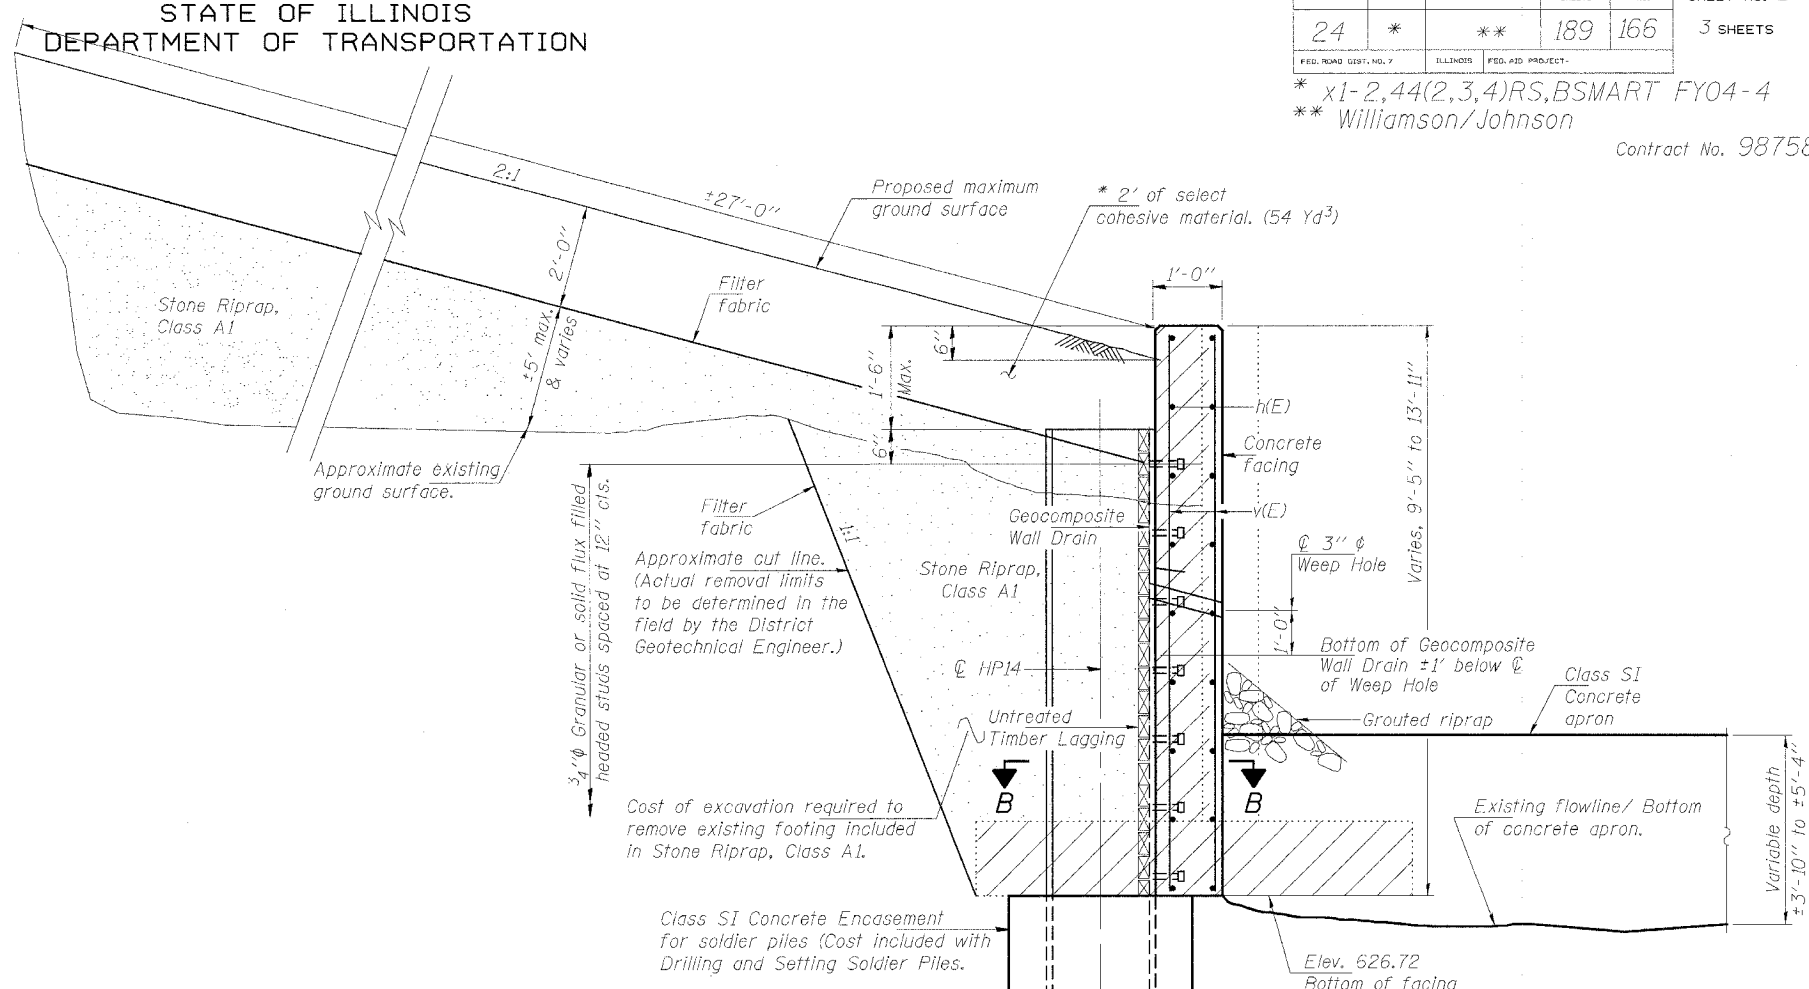 STATE OF ILLINOIS
DEPARTMENT OF TRANSPORTATION
24 * ** 189 166
3 SHEETS
FED. ROAD DIST. NO. 7 ILLINOIS FED. AID PROJECT-
* x1-2,44(2,3,4)RS,BSMART FY04-4
** Williamson/Johnson
Contract No. 98758
2:1
±27'-0"
Proposed maximum
ground surface
* 2' of select
cohesive material. (54 Yd³)
1'-0"
2'-0"
Filter
fabric
Stone Riprap,
Class A1
±5' max.
& varies
6"
1'-6"
Max.
6"
h(E)
Concrete
facing
Varies, 9'-5" to 13'-11"
Approximate existing
ground surface.
Filter
fabric
1:1
Geocomposite
Wall Drain
v(E)
℄ 3" ϕ
Weep Hole
Approximate cut line.
(Actual removal limits
to be determined in the
field by the District
Geotechnical Engineer.)
Stone Riprap,
Class A1
1'-0"
3/4"ϕ Granular or solid flux filled
headed studs spaced at 12" cts.
℄ HP14
Bottom of Geocomposite
Wall Drain ±1' below ℄
of Weep Hole
Class SI
Concrete
apron
Untreated
Timber Lagging
Grouted riprap
B
B
Cost of excavation required to
remove existing footing included
in Stone Riprap, Class A1.
Existing flowline/ Bottom
of concrete apron.
Variable depth
±3'-10" to ±5'-4"
Class SI Concrete Encasement
for soldier piles (Cost included with
Drilling and Setting Soldier Piles.
Elev. 626.72
Bottom of facing